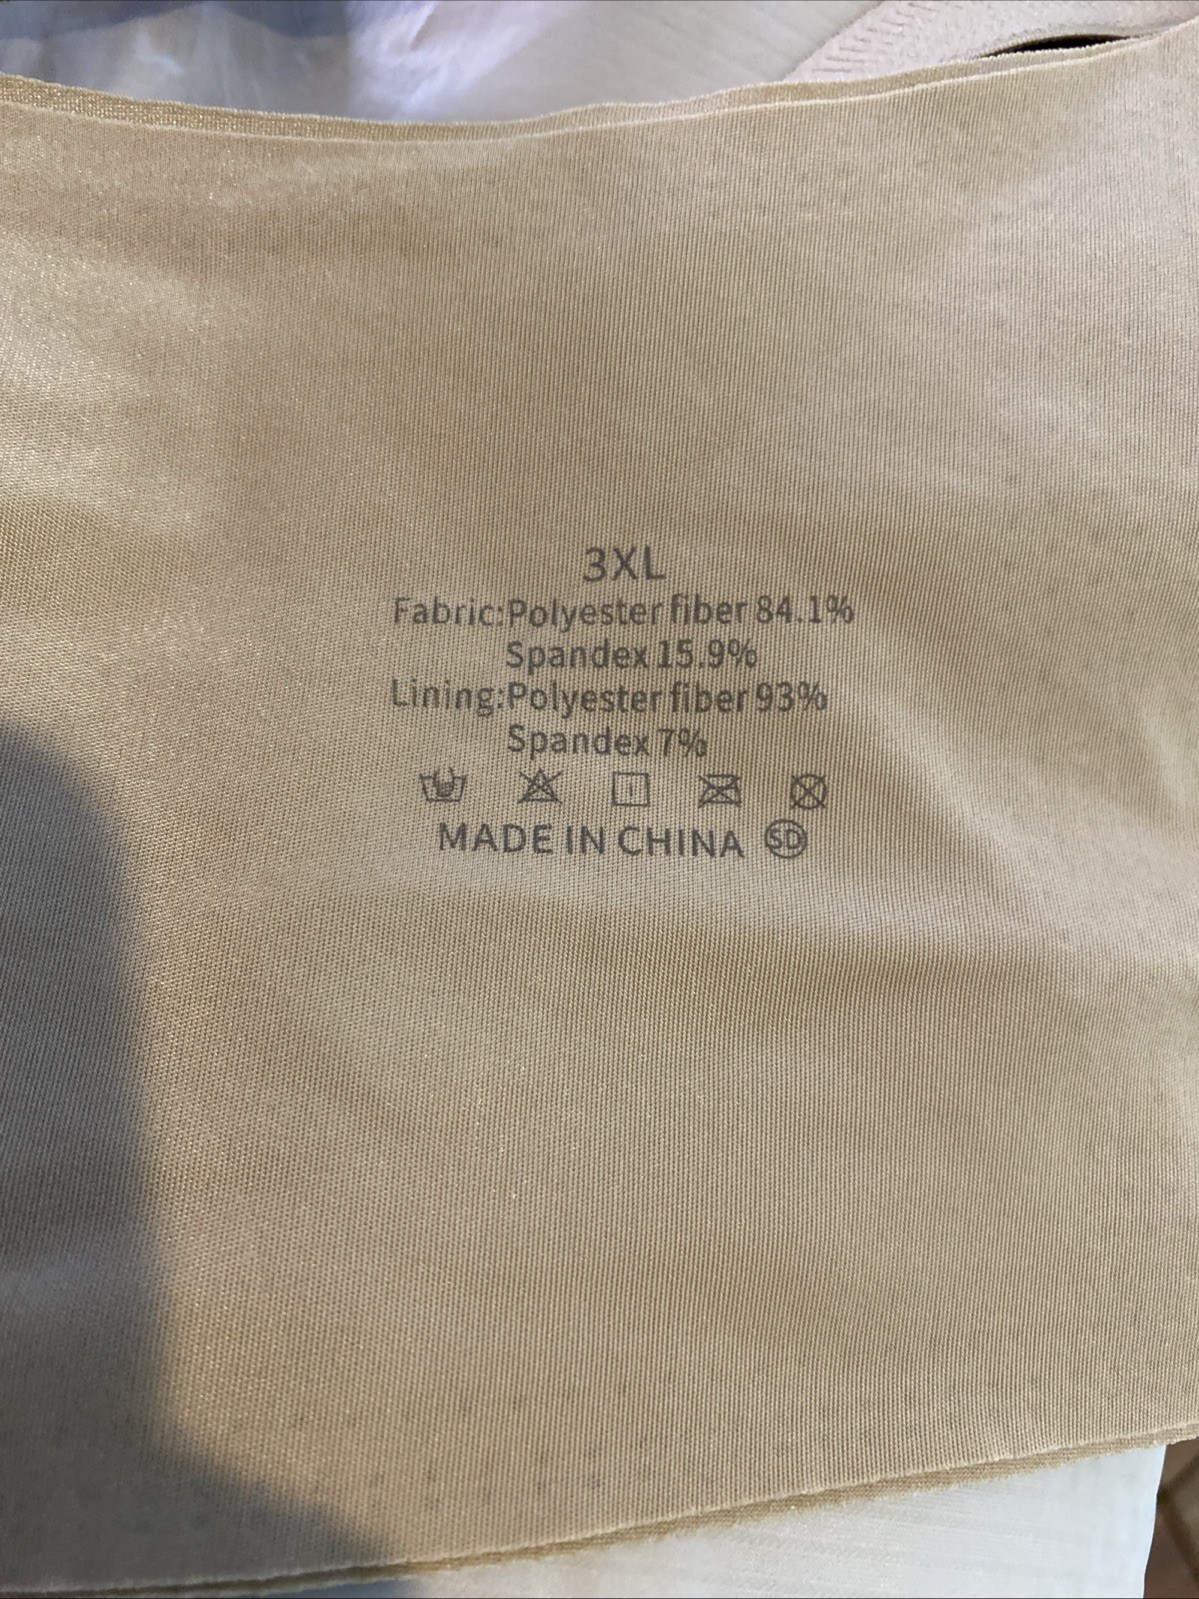 3XL
Fabric:Polyester fiber 84.1%
Spandex 15.9%
Lining:Polyester fiber 93%
Spandex 7%
MADE IN CHINA SD